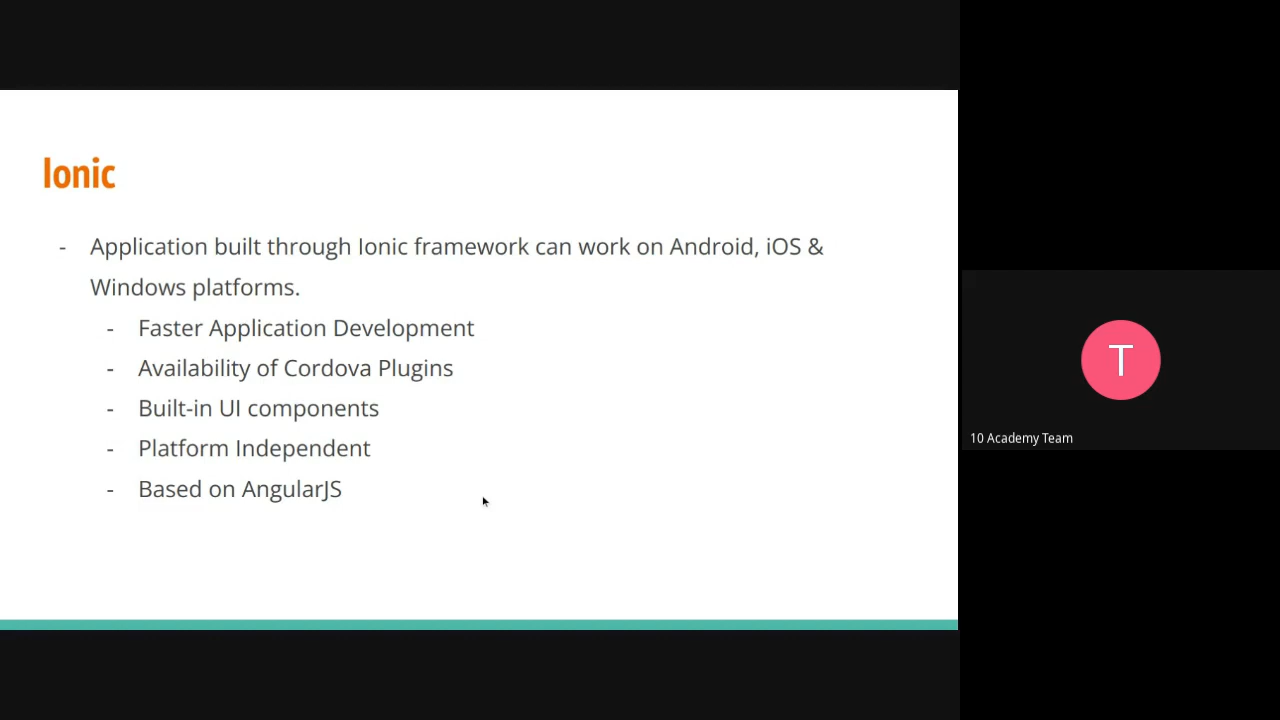 Ionic
- Application built through Ionic framework can work on Android, iOS &
Windows platforms.
- Faster Application Development
- Availability of Cordova Plugins
- Built-in UI components
- Platform Independent
- Based on AngularJS
T
10 Academy Team